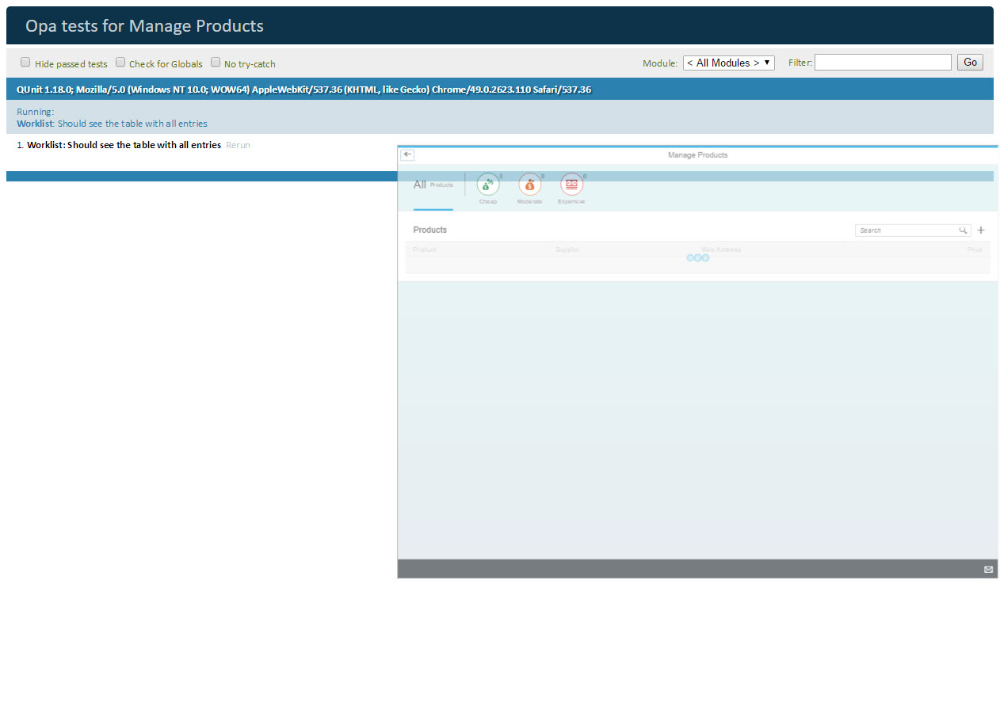 Opa tests for Manage Products
Hide passed tests Check for Globals No try-catch Module: < All Modules > Filter: Go
QUnit 1.18.0; Mozilla/5.0 (Windows NT 10.0; WOW64) AppleWebKit/537.36 (KHTML, like Gecko) Chrome/49.0.2623.110 Safari/537.36
Running:
Worklist: Should see the table with all entries
1. Worklist: Should see the table with all entries Rerun
Manage Products
All Products 0 0 0
Cheap Moderate Expensive
Products Search
Product Supplier Web Address Price